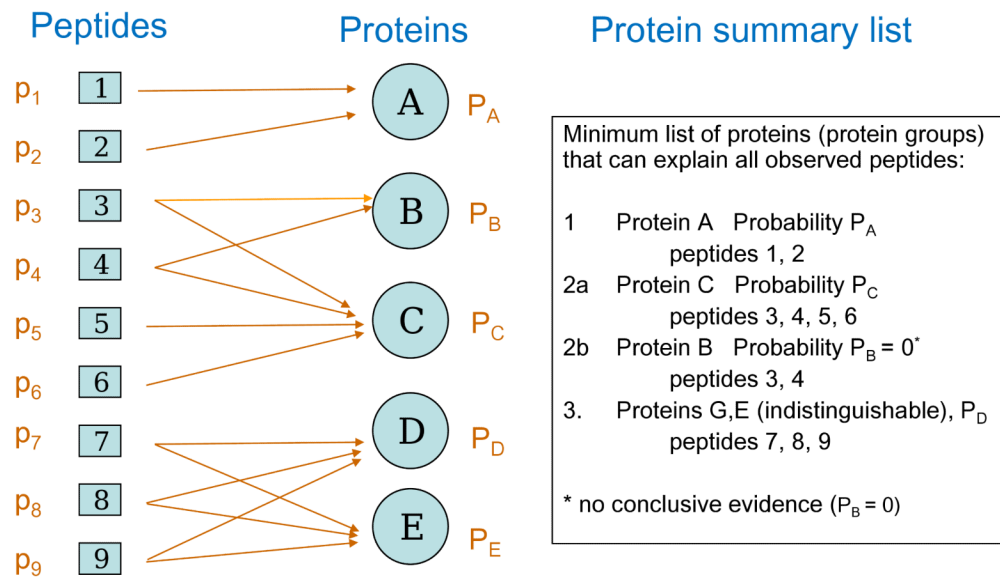 Peptides Proteins Protein summary list
p1 1 A PA
p2 2
p3 3 B PB
p4 4
p5 5 C PC
p6 6
p7 7 D PD
p8 8
p9 9 E PE
Minimum list of proteins (protein groups)
that can explain all observed peptides:
1 Protein A Probability PA
peptides 1, 2
2a Protein C Probability PC
peptides 3, 4, 5, 6
2b Protein B Probability PB = 0*
peptides 3, 4
3. Proteins G,E (indistinguishable), PD
peptides 7, 8, 9
* no conclusive evidence (PB = 0)